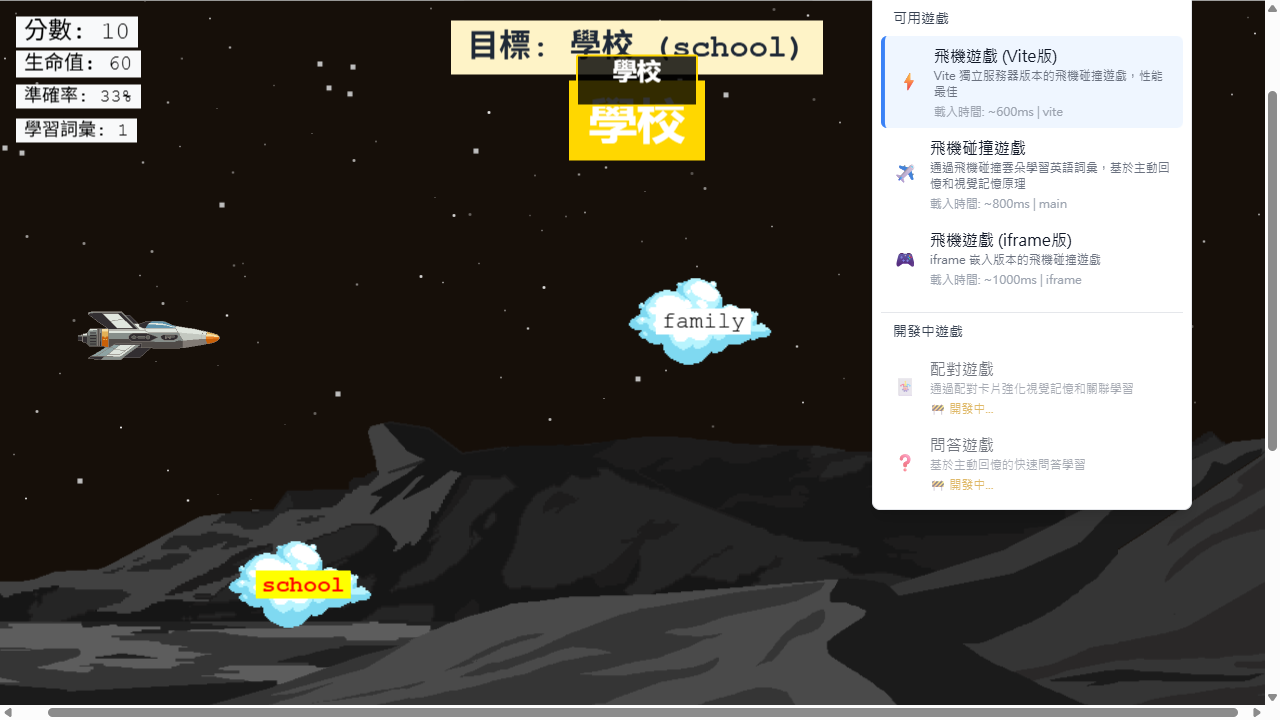 分數: 10
生命值: 60
準確率: 33%
學習詞彙: 1
目標: 學校 (school)
學校
學校
family
school
可用遊戲
飛機遊戲 (Vite版)
Vite 獨立服務器版本的飛機碰撞遊戲，性能
最佳
載入時間: ~600ms | vite
飛機碰撞遊戲
通過飛機碰撞雲朵學習英語詞彙，基於主動回
憶和視覺記憶原理
載入時間: ~800ms | main
飛機遊戲 (iframe版)
iframe 嵌入版本的飛機碰撞遊戲
載入時間: ~1000ms | iframe
開發中遊戲
配對遊戲
通過配對卡片強化視覺記憶和關聯學習
開發中...
問答遊戲
基於主動回憶的快速問答學習
開發中...